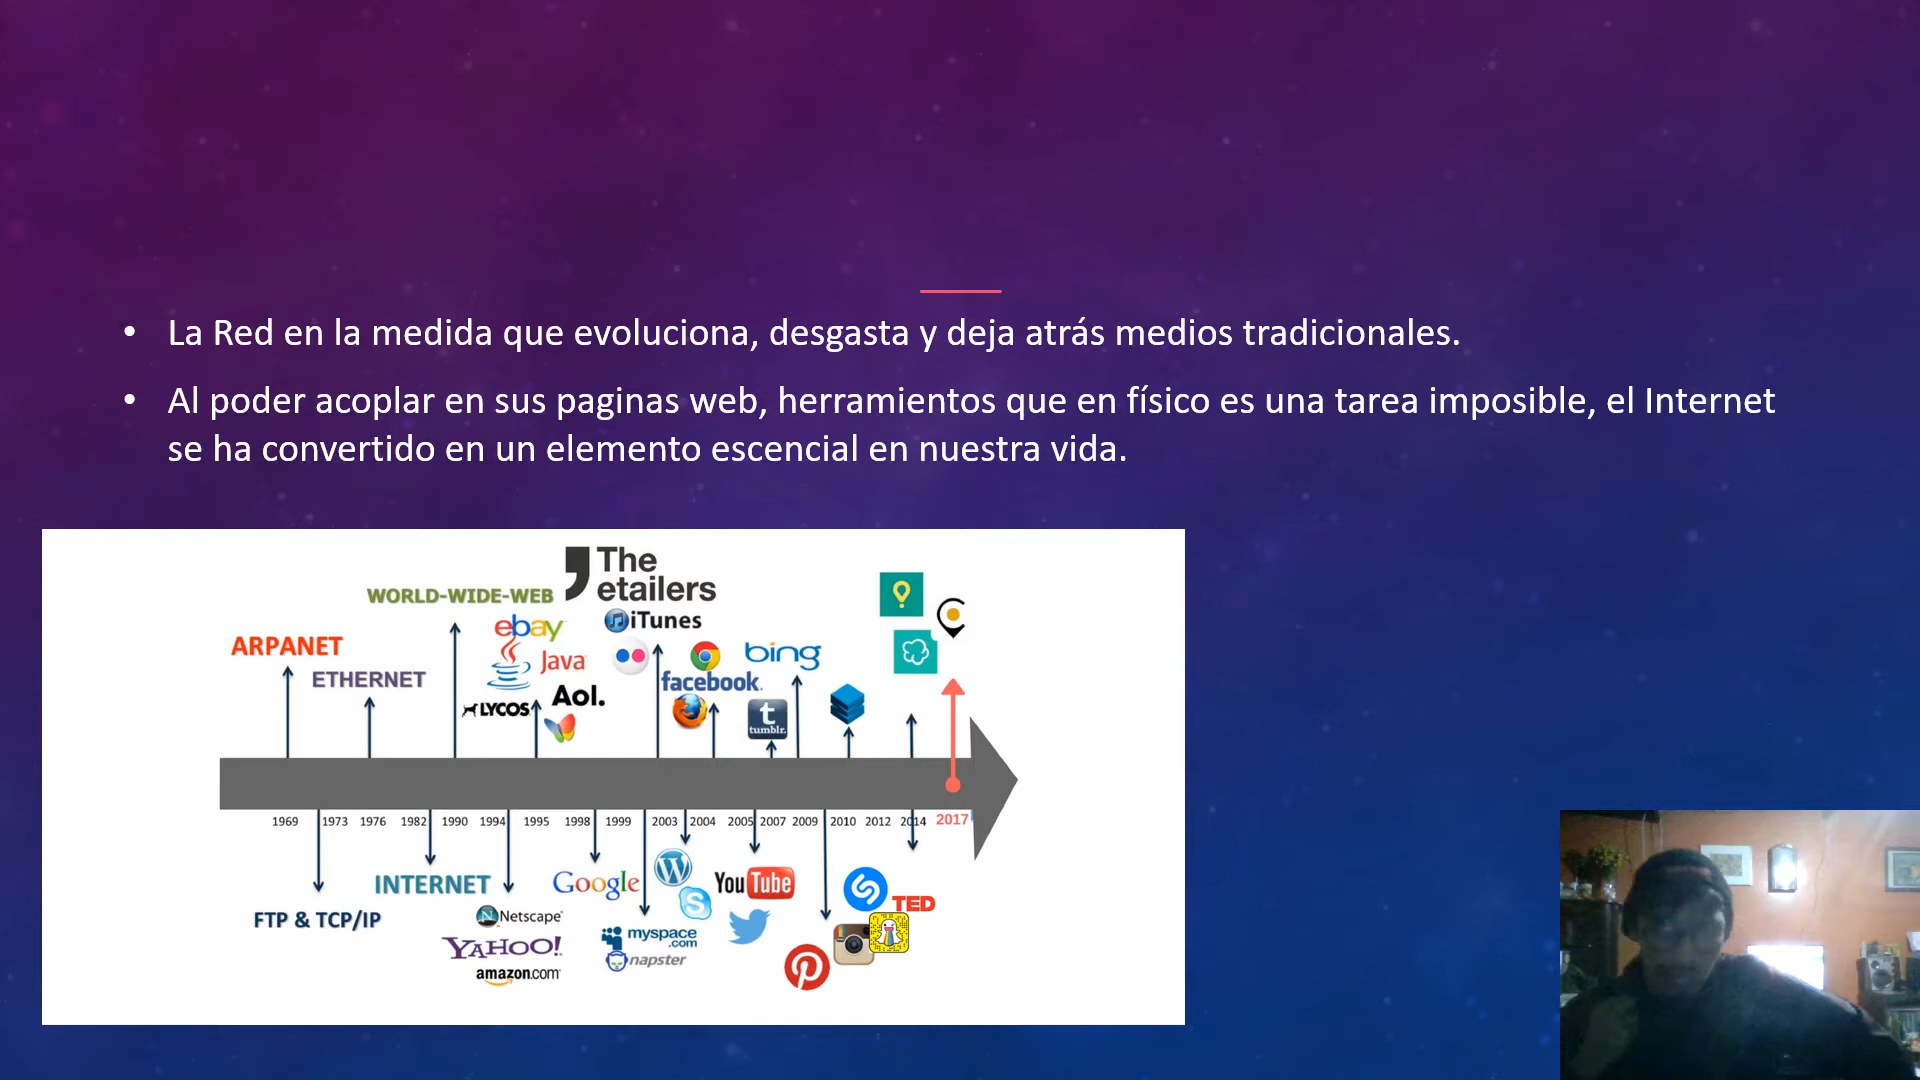 • La Red en la medida que evoluciona, desgasta y deja atrás medios tradicionales.
• Al poder acoplar en sus paginas web, herramientos que en físico es una tarea imposible, el Internet
se ha convertido en un elemento escencial en nuestra vida.
The
etailers
WORLD-WIDE-WEB
iTunes
ebay
ARPANET
Java
bing
ETHERNET
facebook.
Aol.
LYCOS
t
tumblr.
1969 1973 1976 1982 1990 1994 1995 1998 1999 2003 2004 2005 2007 2009 2010 2012 2014 2017
INTERNET
Google
W
YouTube
S
TED
FTP & TCP/IP
Netscape®
YAHOO!
myspace
.com
napster
amazon.com®